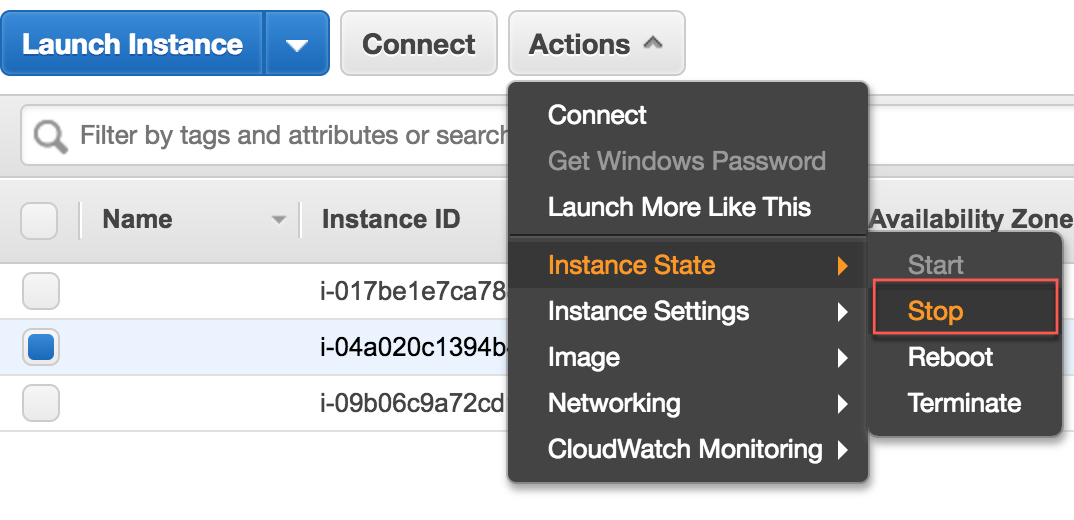 Launch Instance
Connect
Actions
Filter by tags and attributes or search
Name
Instance ID
Availability Zone
i-017be1e7ca78
i-04a020c1394b
i-09b06c9a72cd
Connect
Get Windows Password
Launch More Like This
Instance State
Instance Settings
Image
Networking
CloudWatch Monitoring
Start
Stop
Reboot
Terminate